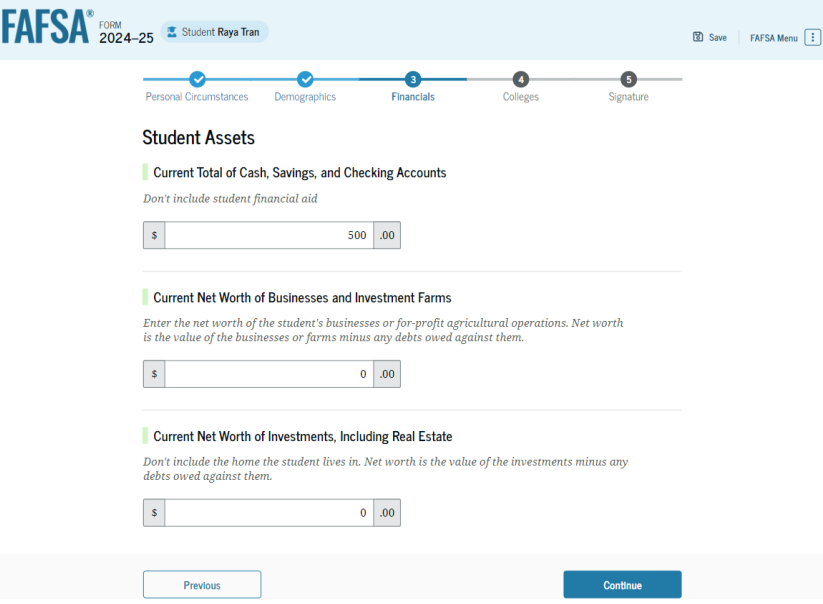 FAFSA®
FORM
2024–25
Student Raya Tran
Save
FAFSA Menu
3
4
5
Personal Circumstances
Demographics
Financials
Colleges
Signature
Student Assets
Current Total of Cash, Savings, and Checking Accounts
Don't include student financial aid
$ 500 .00
Current Net Worth of Businesses and Investment Farms
Enter the net worth of the student's businesses or for-profit agricultural operations. Net worth
is the value of the businesses or farms minus any debts owed against them.
$ 0 .00
Current Net Worth of Investments, Including Real Estate
Don't include the home the student lives in. Net worth is the value of the investments minus any
debts owed against them.
$ 0 .00
Previous
Continue